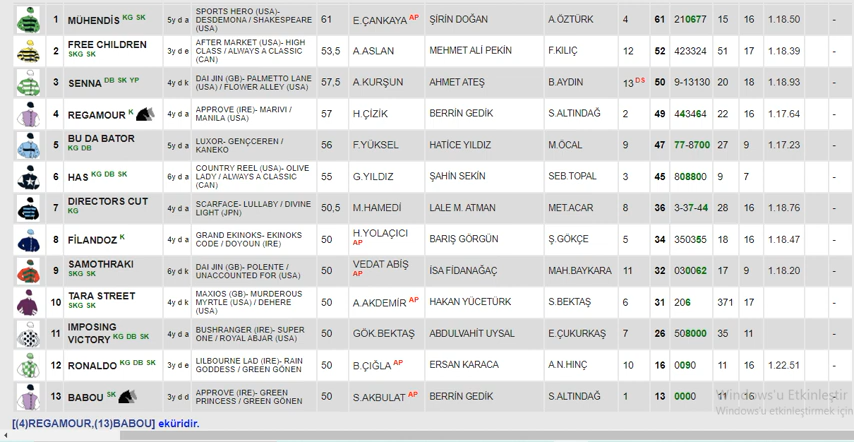 1 MÜHENDİS KG SK 5y d a SPORTS HERO (USA)- DESDEMONA / SHAKESPEARE (USA) 61 E.ÇANKAYA AP ŞİRİN DOĞAN A.ÖZTÜRK 4 61 210677 15 16 1.18.50 -
2 FREE CHILDREN SKG SK 3y d e AFTER MARKET (USA)- HIGH CLASS / ALWAYS A CLASSIC (CAN) 53,5 A.ASLAN MEHMET ALİ PEKİN F.KILIÇ 12 52 423324 51 17 1.18.39 -
3 SENNA DB SK YP 4y d k DAI JIN (GB)- PALMETTO LANE (USA) / FLOWER ALLEY (USA) 57,5 A.KURŞUN AHMET ATEŞ B.AYDIN 13 DS 50 9-13130 20 18 1.18.93 -
4 REGAMOUR K 4y d a APPROVE (IRE)- MARIVI / MANILA (USA) 57 H.ÇİZİK BERRİN GEDİK S.ALTINDAĞ 2 49 443464 22 16 1.17.64 -
5 BU DA BATOR KG DB 5y d a LUXOR- GENÇCEREN / KANEKO 56 F.YÜKSEL HATİCE YILDIZ M.ÖCAL 9 47 77-8700 27 9 1.17.23 -
6 HAS KG DB SK 6y d a COUNTRY REEL (USA)- OLIVE LADY / ALWAYS A CLASSIC (CAN) 55 G.YILDIZ ŞAHİN SEKİN SEB.TOPAL 3 45 808800 9 7 -
7 DIRECTORS CUT KG 4y d a SCARFACE- LULLABY / DIVINE LIGHT (JPN) 50,5 M.HAMEDİ LALE M. ATMAN MET.ACAR 8 36 3-37-44 28 16 1.18.76 -
8 FİLANDOZ K 4y d a GRAND EKINOKS- EKINOKS CODE / DOYOUN (IRE) 50 H.YOLAÇICI AP BARIŞ GÖRGÜN Ş.GÖKÇE 5 34 350355 18 16 1.18.47 -
9 SAMOTHRAKI SKG SK 6y d k DAI JIN (GB)- POLENTE / UNACCOUNTED FOR (USA) 50 VEDAT ABİŞ AP İSA FİDANAĞAÇ MAH.BAYKARA 11 32 030062 17 9 1.18.20 -
10 TARA STREET SKG SK 4y d k MAXIOS (GB)- MURDEROUS MYRTLE (USA) / DEHERE (USA) 50 A.AKDEMİR AP HAKAN YÜCETÜRK S.BEKTAŞ 6 31 206 371 17 -
11 IMPOSING VICTORY KG DB SK 4y d a BUSHRANGER (IRE)- SUPER ONE / ROYAL ABJAR (USA) 50 GÖK.BEKTAŞ ABDULVAHİT UYSAL E.ÇUKURKAŞ 7 26 508000 35 11 -
12 RONALDO KG DB SK 3y d e LILBOURNE LAD (IRE)- RAIN GODDESS / GREEN GÖNEN 50 B.ÇIĞLA AP ERSAN KARACA A.N.HINÇ 10 16 0090 11 16 1.22.51 -
13 BABOU SK 3y d d APPROVE (IRE)- GREEN PRINCESS / GREEN GÖNEN 50 S.AKBULAT AP BERRİN GEDİK S.ALTINDAĞ 1 13 0000 11 16 -
Windows'u Etkinleştir
Windows'u etkinleştirmek için
[(4)REGAMOUR,(13)BABOU] eküridir.